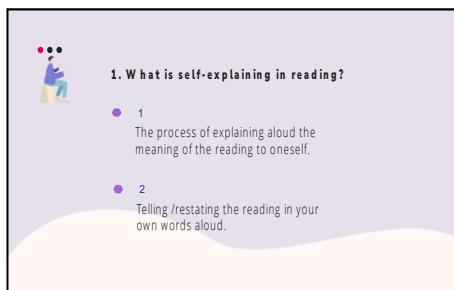 1. What is self-explaining in reading?
1
The process of explaining aloud the
meaning of the reading to oneself.
2
Telling /restating the reading in your
own words aloud.